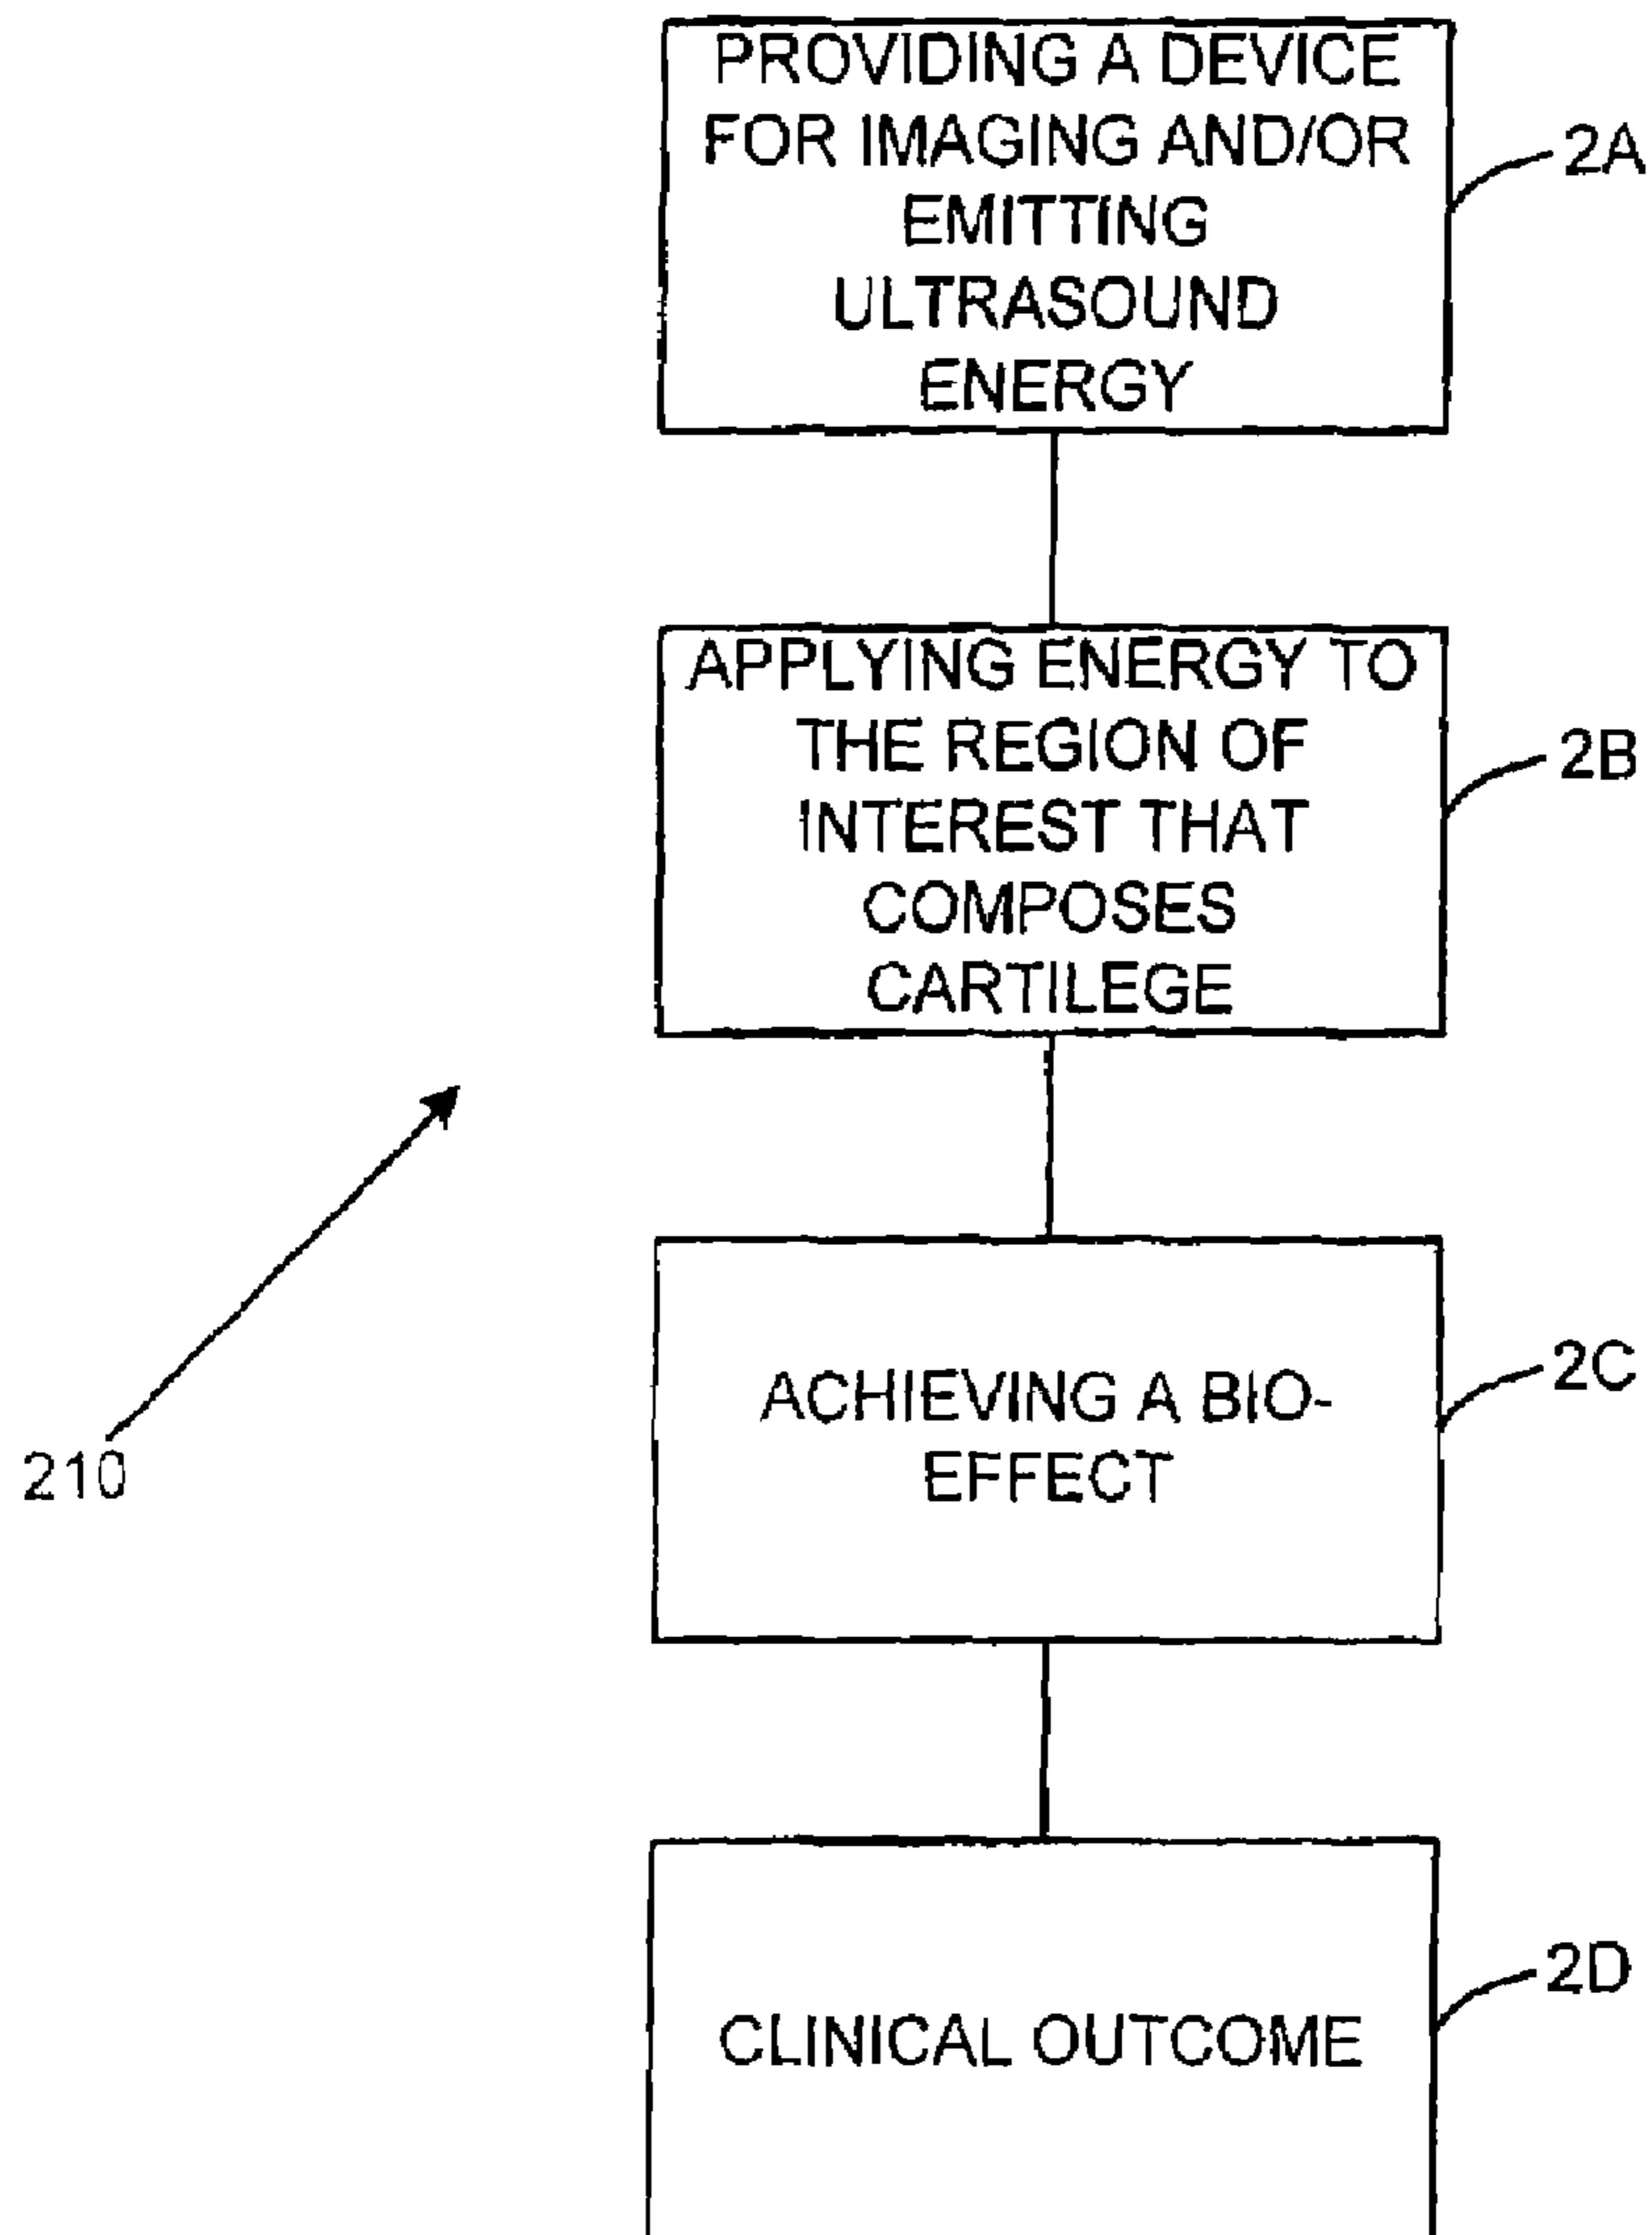 PROVIDING A DEVICE
FOR IMAGING AND/OR
EMITTING
ULTRASOUND
ENERGY
2A
APPLYING ENERGY TO
THE REGION OF
INTEREST THAT
COMPOSES
CARTILEGE
2B
ACHIEVING A BIO-
EFFECT
2C
210
CLINICAL OUTCOME
2D